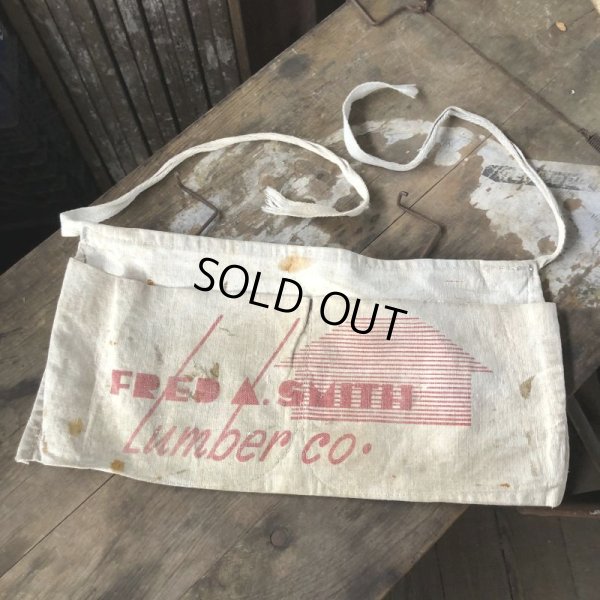 SOLD OUT
FRED A. SMITH
Lumber co.